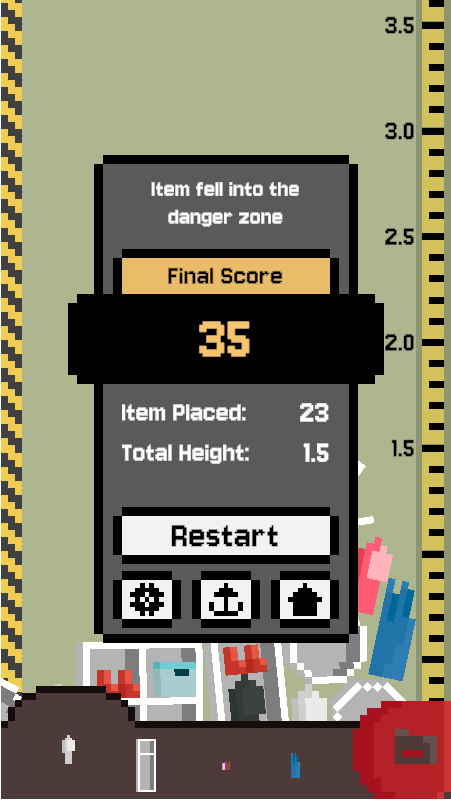 3.5
3.0
Item fell into the
danger zone
2.5
Final Score
35
2.0
Item Placed: 23
Total Height: 1.5
1.5
Restart